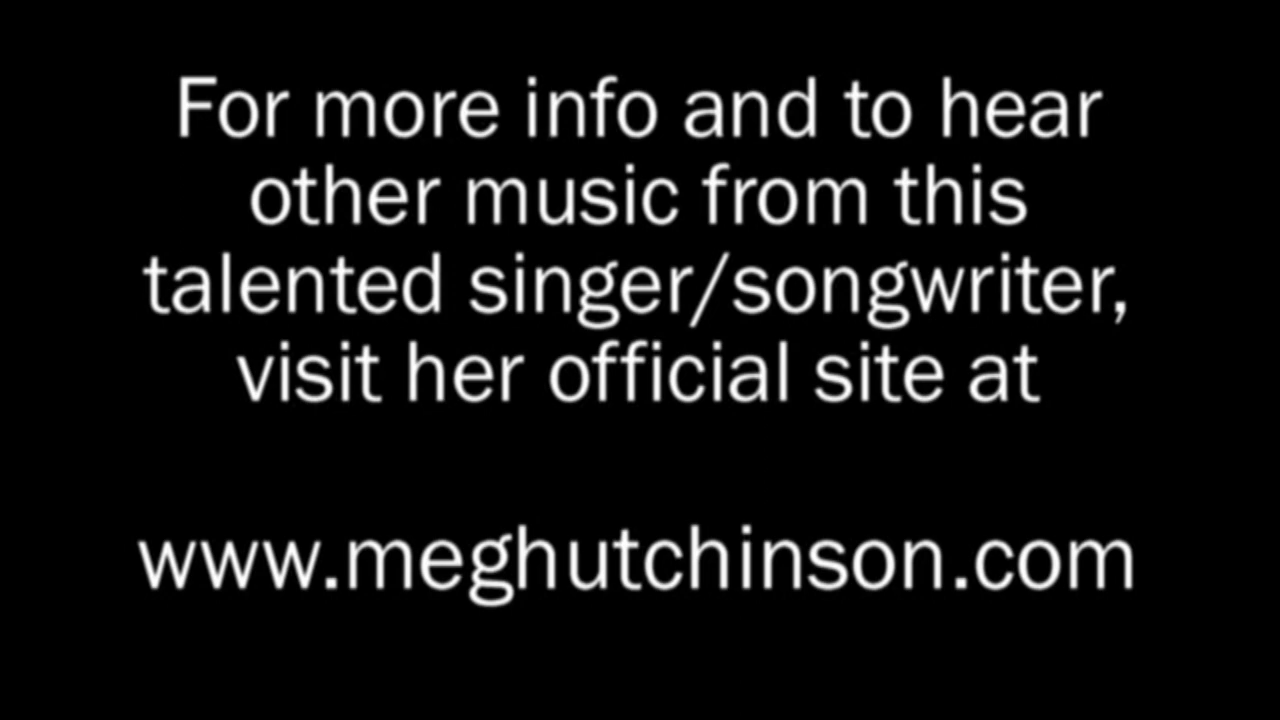 For more info and to hear
other music from this
talented singer/songwriter,
visit her official site at
www.meghutchinson.com